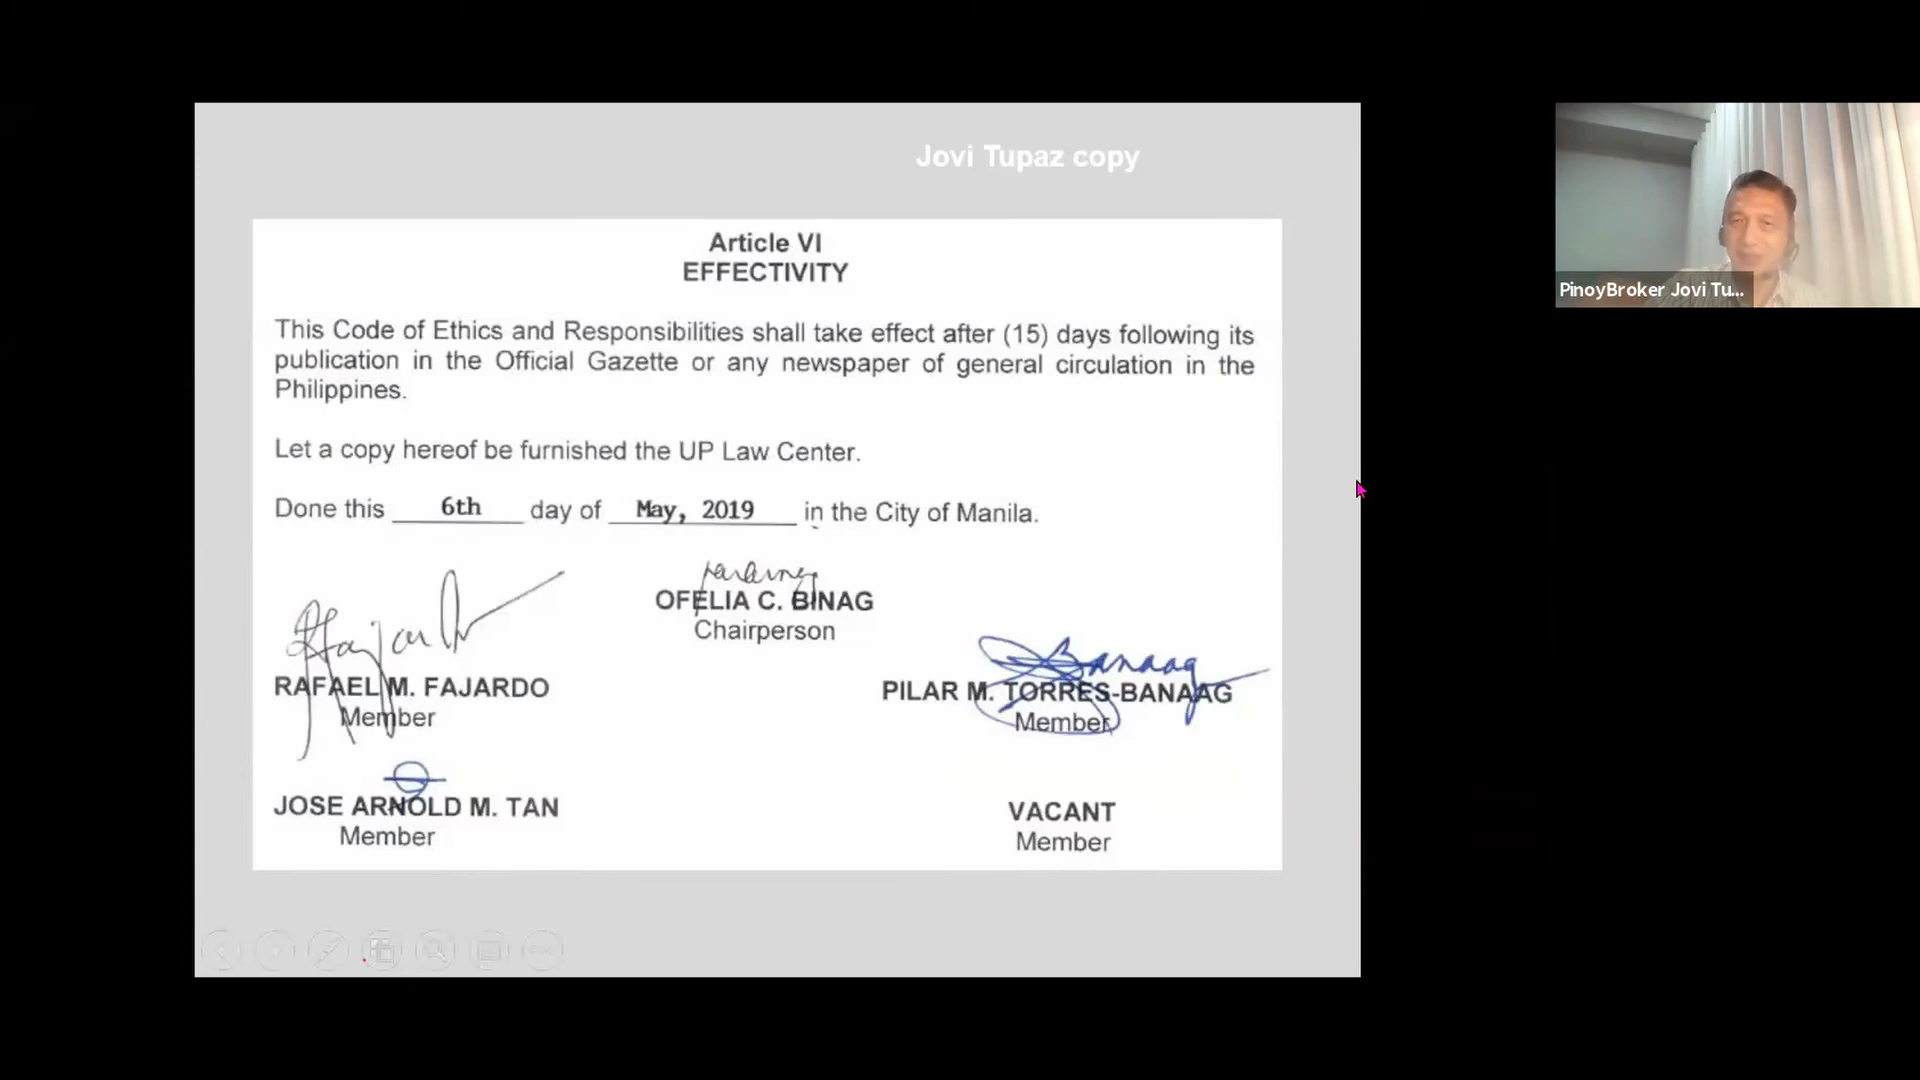 Jovi Tupaz copy
PinoyBroker Jovi Tu...
Article VI
EFFECTIVITY
This Code of Ethics and Responsibilities shall take effect after (15) days following its
publication in the Official Gazette or any newspaper of general circulation in the
Philippines.
Let a copy hereof be furnished the UP Law Center.
Done this 6th day of May, 2019 in the City of Manila.
OFELIA C. BINAG
Chairperson
RAFAEL M. FAJARDO
Member
Banaag
PILAR M. TORRES-BANAAG
Member
JOSE ARNOLD M. TAN
Member
VACANT
Member